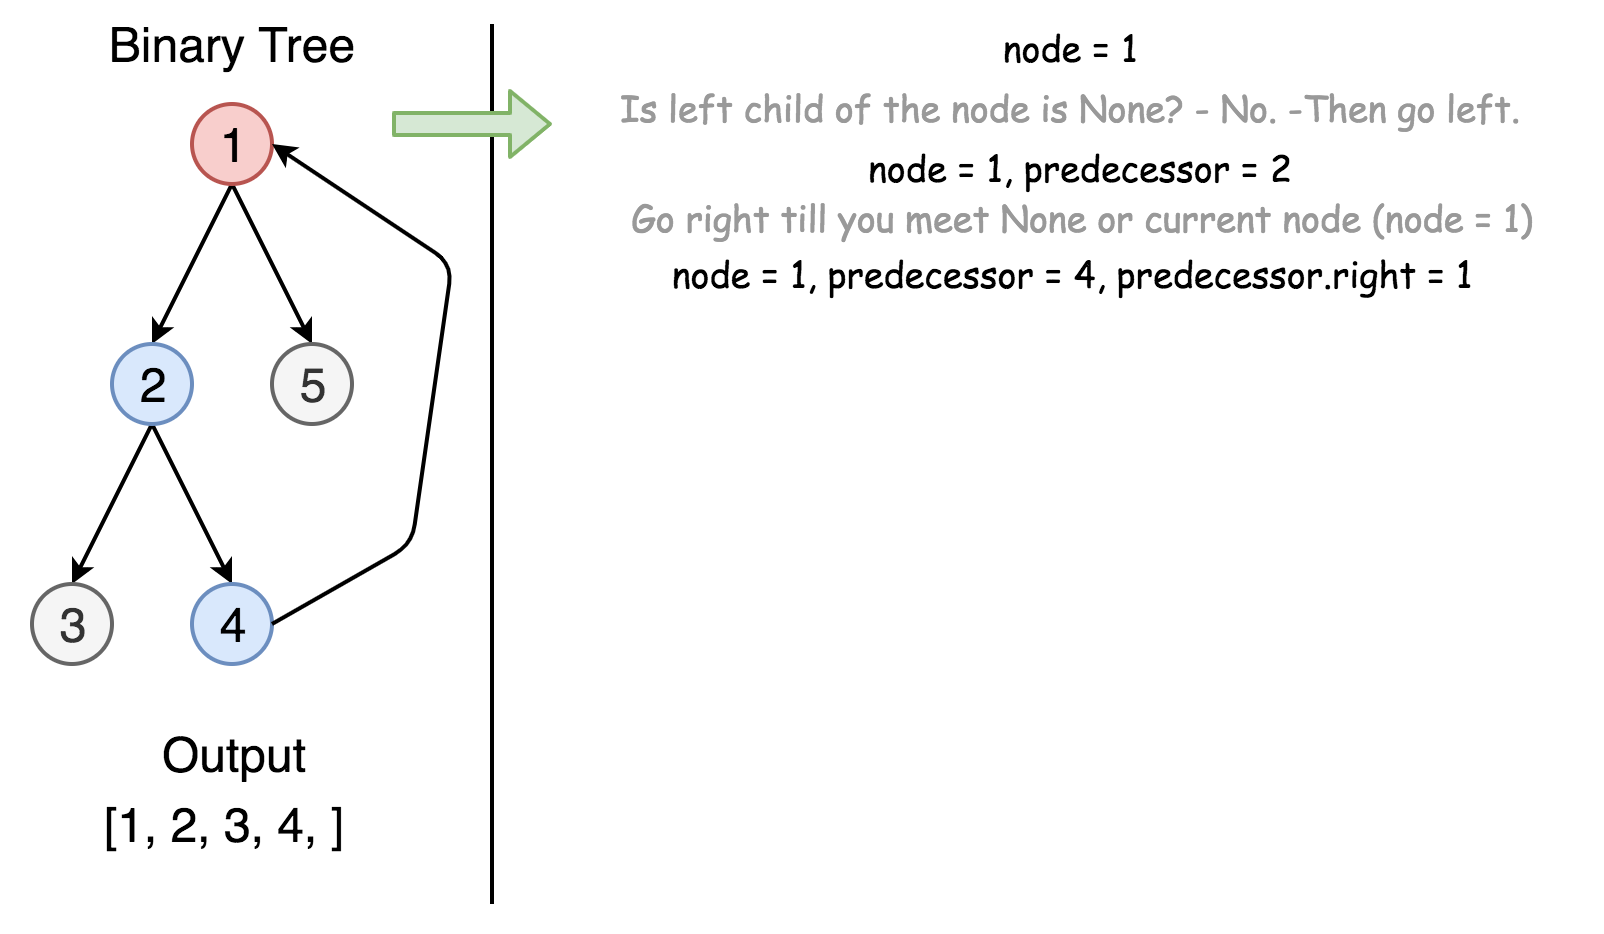 Binary Tree
1
2
5
3
4
Output
[1, 2, 3, 4, ]
node = 1
Is left child of the node is None? - No. -Then go left.
node = 1, predecessor = 2
Go right till you meet None or current node (node = 1)
node = 1, predecessor = 4, predecessor.right = 1